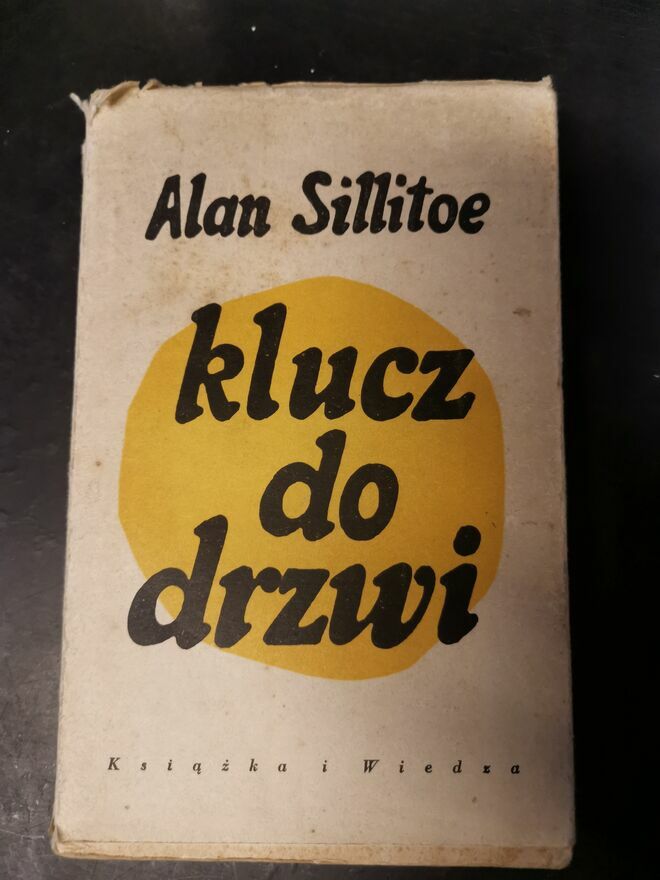 Alan Sillitoe
klucz
do
drzwi
Książka i Wiedza